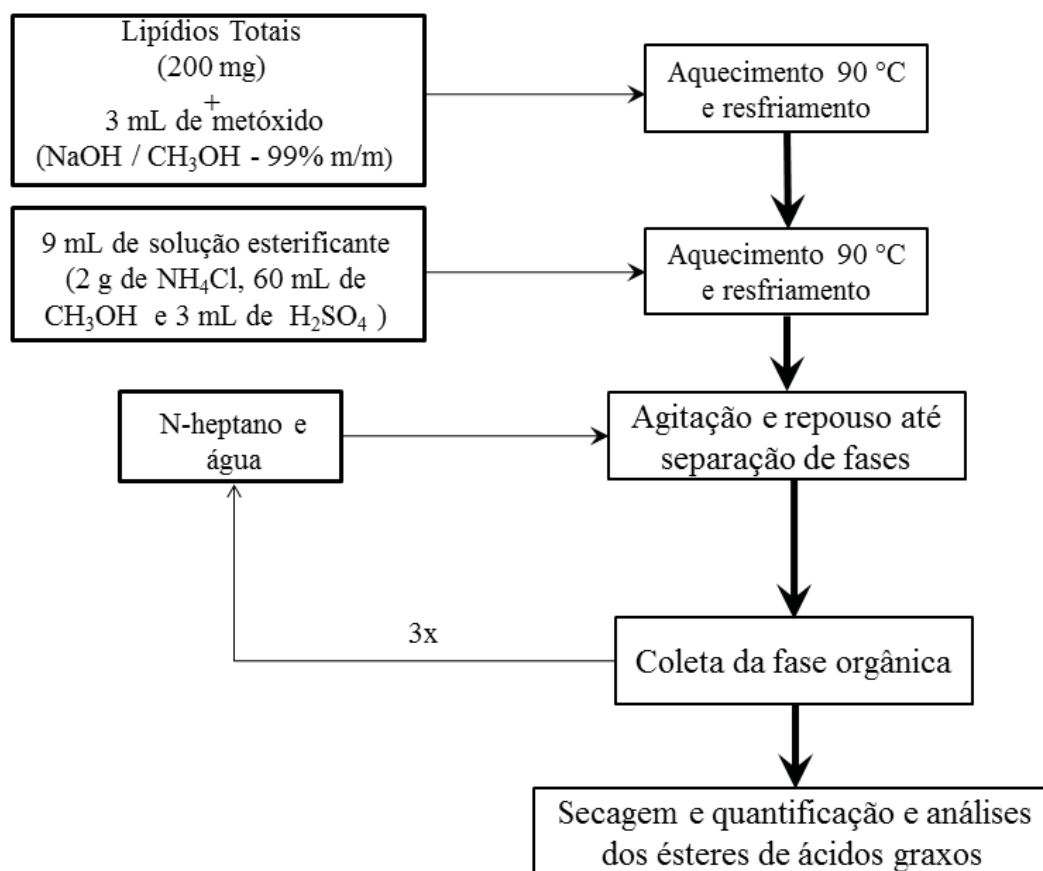 Lipídios Totais
(200 mg)
+
3 mL de metóxido
(NaOH / CH₃OH - 99% m/m)
Aquecimento 90 °C
e resfriamento
9 mL de solução esterificante
(2 g de NH₄Cl, 60 mL de
CH₃OH e 3 mL de H₂SO₄ )
Aquecimento 90 °C
e resfriamento
N-heptano e
água
Agitação e repouso até
separação de fases
3x
Coleta da fase orgânica
Secagem e quantificação e análises
dos ésteres de ácidos graxos